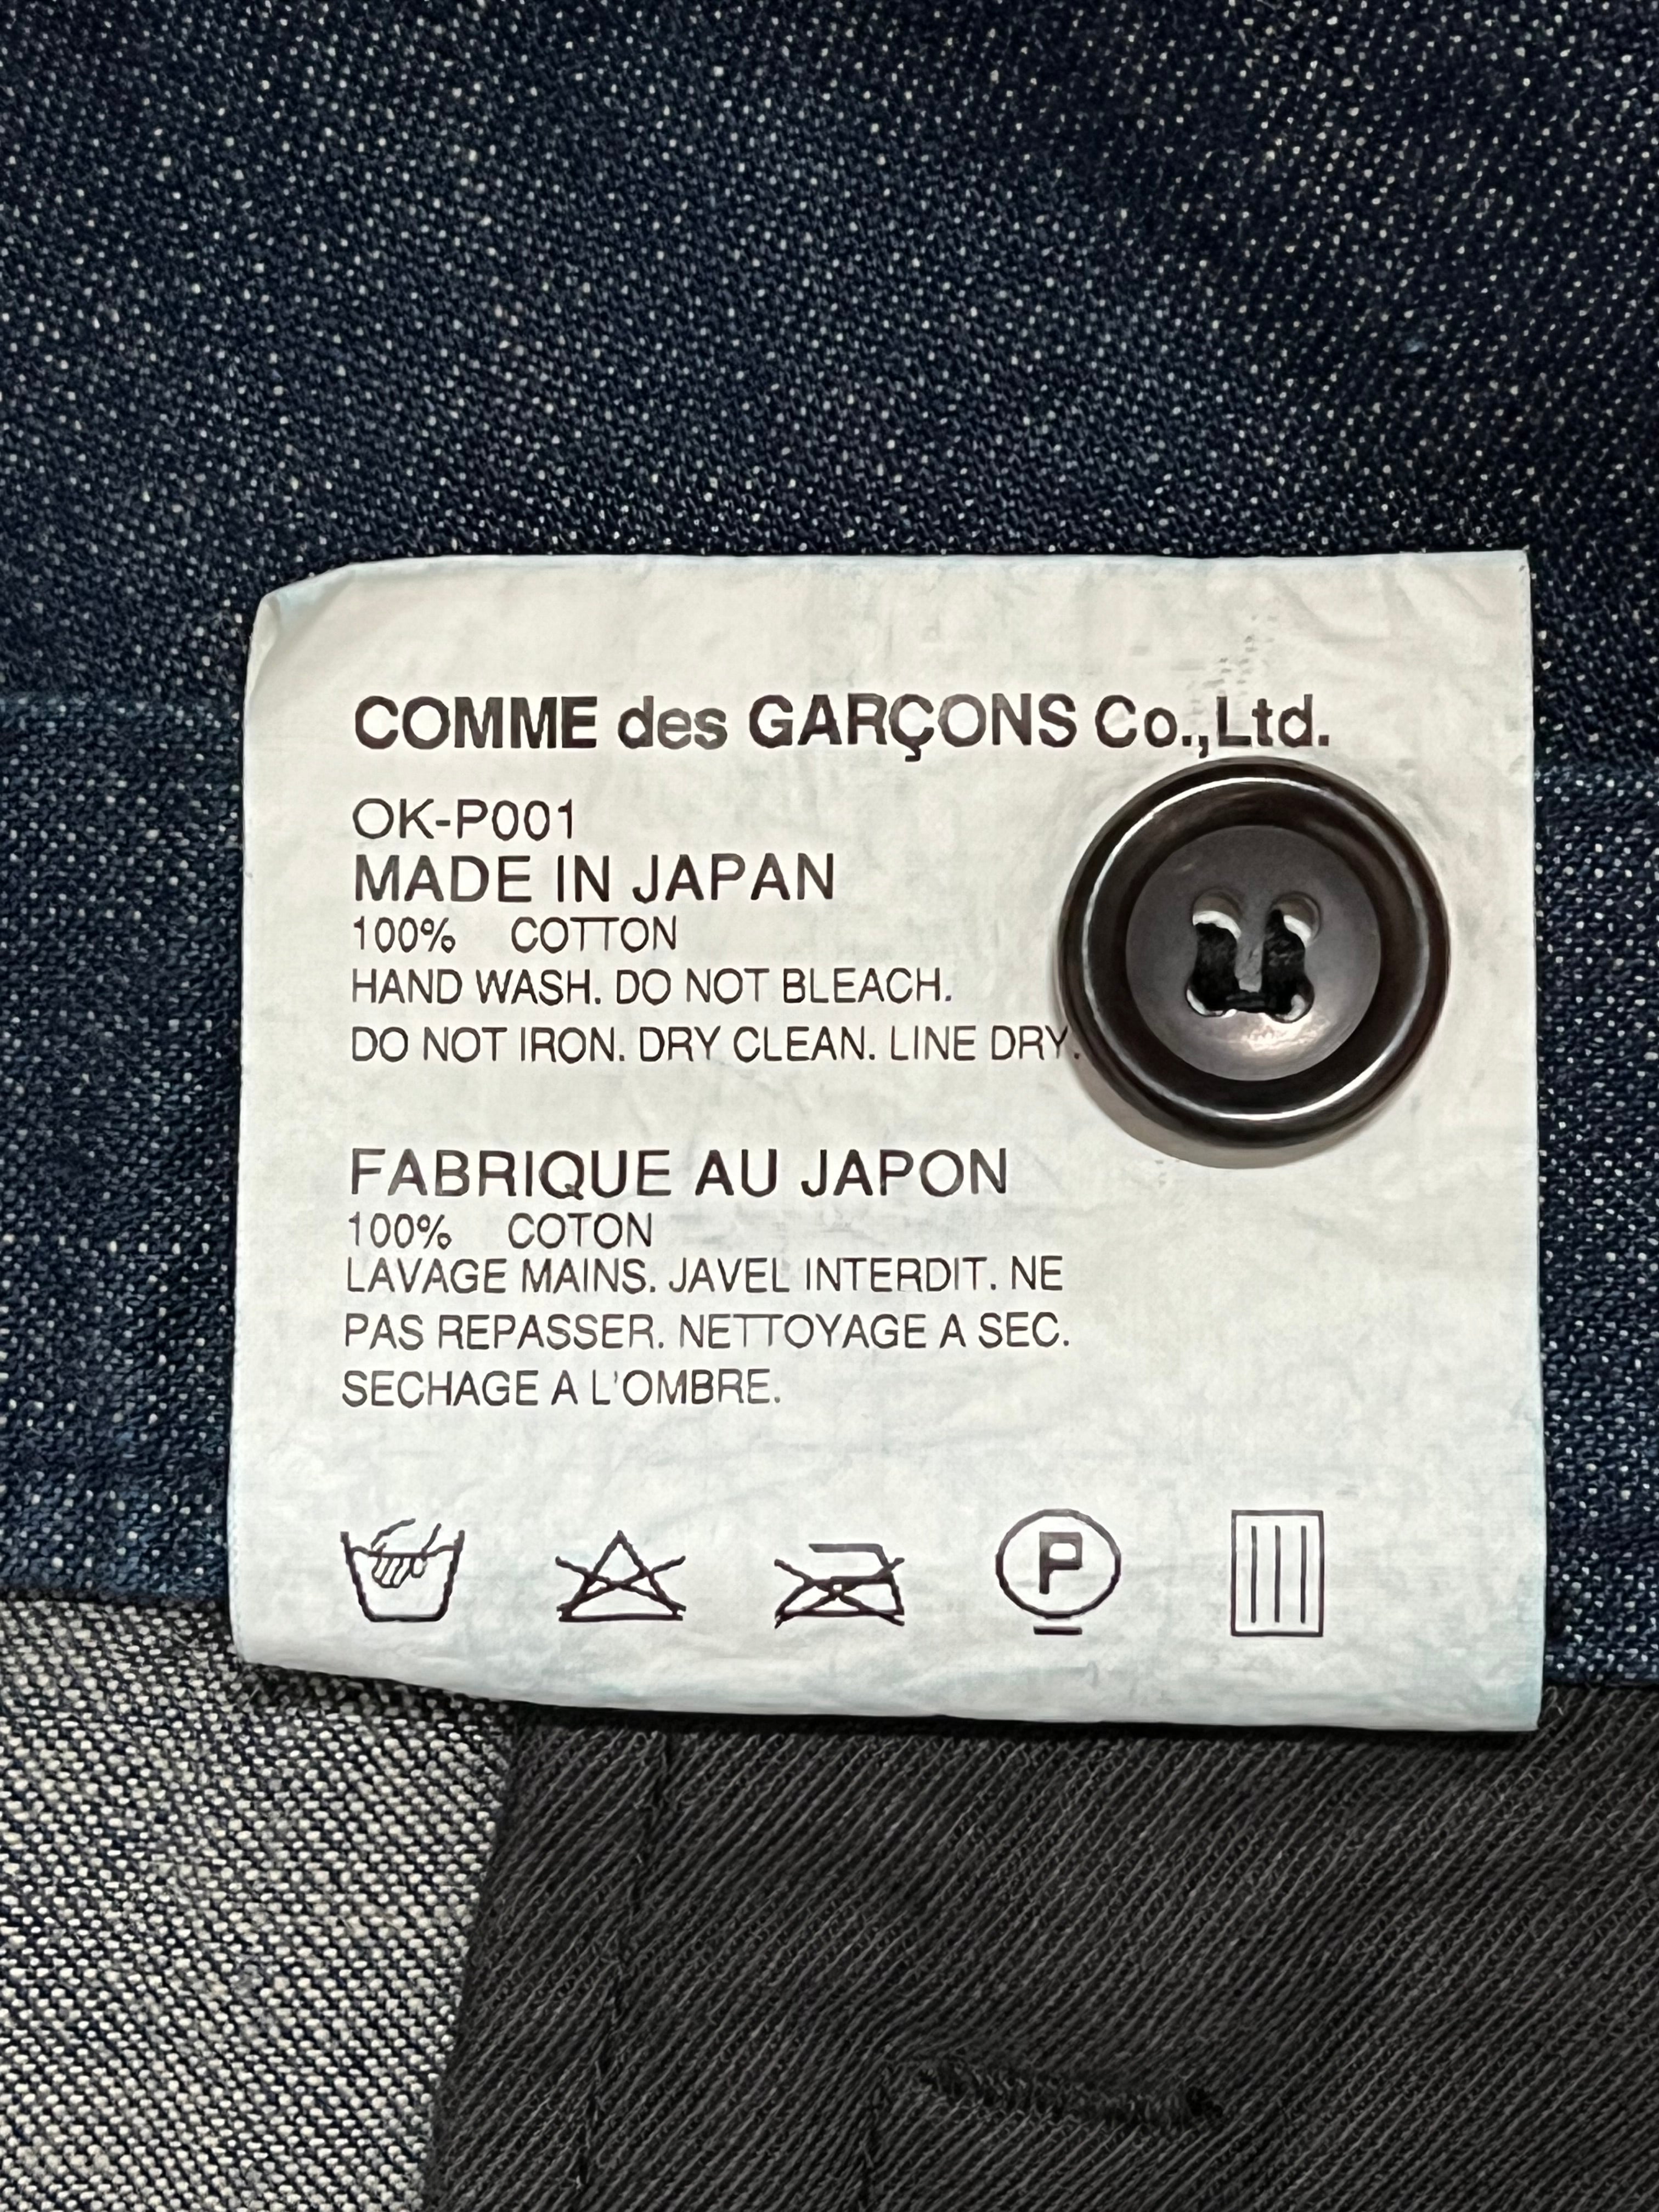 COMME des GARÇONS Co.,Ltd.
OK-P001
MADE IN JAPAN
100% COTTON
HAND WASH. DO NOT BLEACH.
DO NOT IRON. DRY CLEAN. LINE DRY.
FABRIQUE AU JAPON
100% COTON
LAVAGE MAINS. JAVEL INTERDIT. NE
PAS REPASSER. NETTOYAGE A SEC.
SECHAGE A L'OMBRE.
P